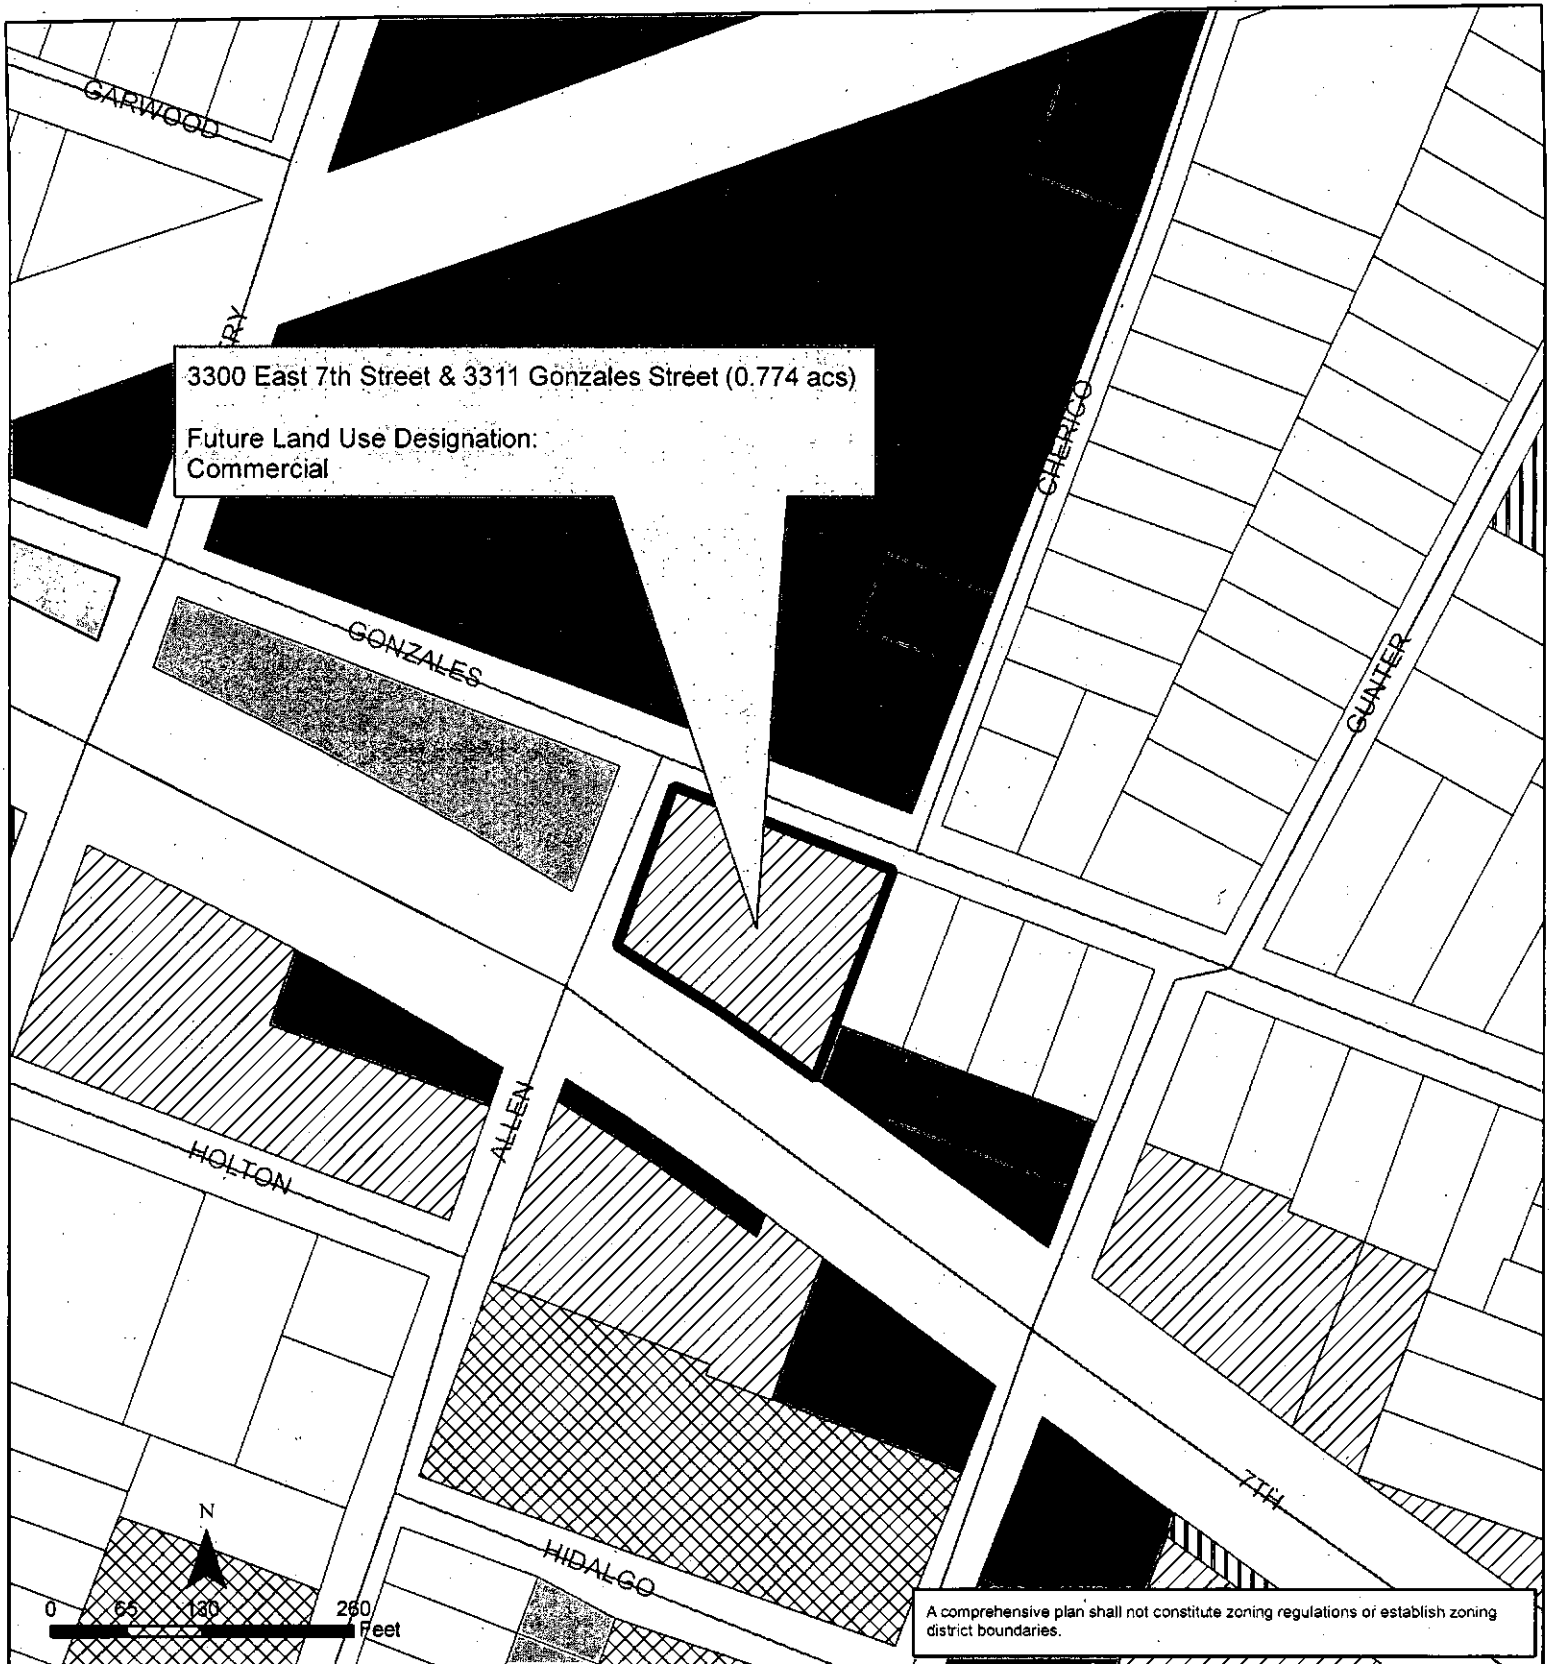 GARWOOD
ERY
3300 East 7th Street & 3311 Gonzales Street (0.774 acs)
Future Land Use Designation:
Commercial
CHERICO
GONZALES
GUNTER
ALLEN
HOLTON
7TH
N
HIDALGO
0 65 130 260
Feet
A comprehensive plan shall not constitute zoning regulations or establish zoning
district boundaries.